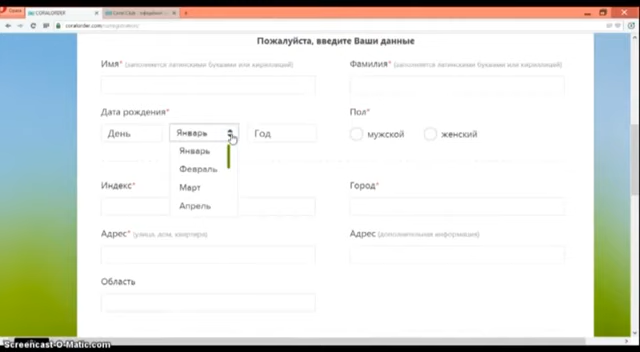 CORALORDER
Coral Club
coralorder.com
Пожалуйста, введите Ваши данные
Имя* (заполняется латинскими буквами или кириллицей)
Фамилия* (заполняется латинскими буквами или кириллицей)
Дата рождения*
Пол*
День
Январь
Год
мужской
женский
Январь
Февраль
Март
Апрель
Индекс*
Город*
Адрес* (улица, дом, квартира)
Адрес (дополнительная информация)
Область
Screencast-O-Matic.com